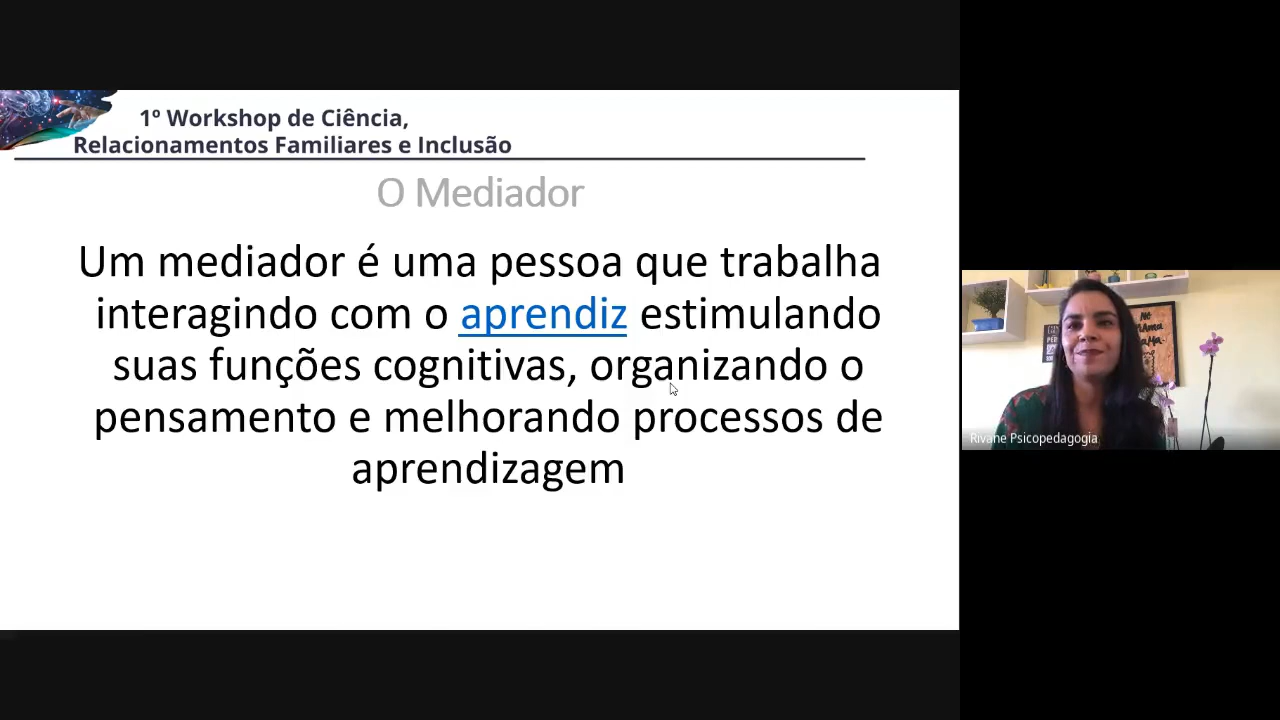 1º Workshop de Ciência,
Relacionamentos Familiares e Inclusão
O Mediador
Um mediador é uma pessoa que trabalha
interagindo com o aprendiz estimulando
suas funções cognitivas, organizando o
pensamento e melhorando processos de
aprendizagem
Rivane Psicopedagogia